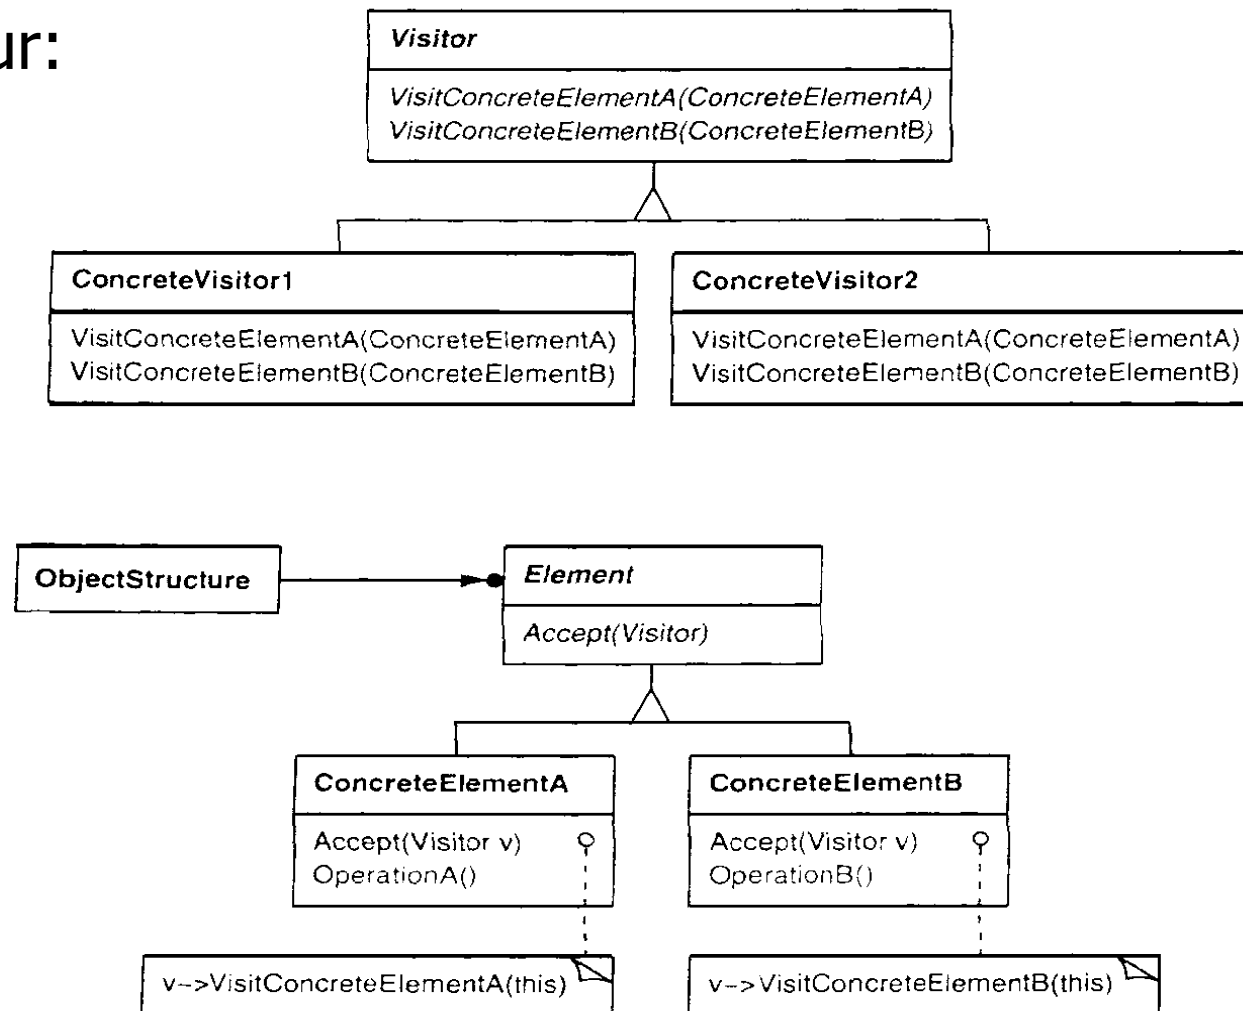 ur:
Visitor
VisitConcreteElementA(ConcreteElementA)
VisitConcreteElementB(ConcreteElementB)
ConcreteVisitor1
VisitConcreteElementA(ConcreteElementA)
VisitConcreteElementB(ConcreteElementB)
ConcreteVisitor2
VisitConcreteElementA(ConcreteElementA)
VisitConcreteElementB(ConcreteElementB)
ObjectStructure
Element
Accept(Visitor)
ConcreteElementA
Accept(Visitor v)
OperationA()
ConcreteElementB
Accept(Visitor v)
OperationB()
v–>VisitConcreteElementA(this)
v–>VisitConcreteElementB(this)